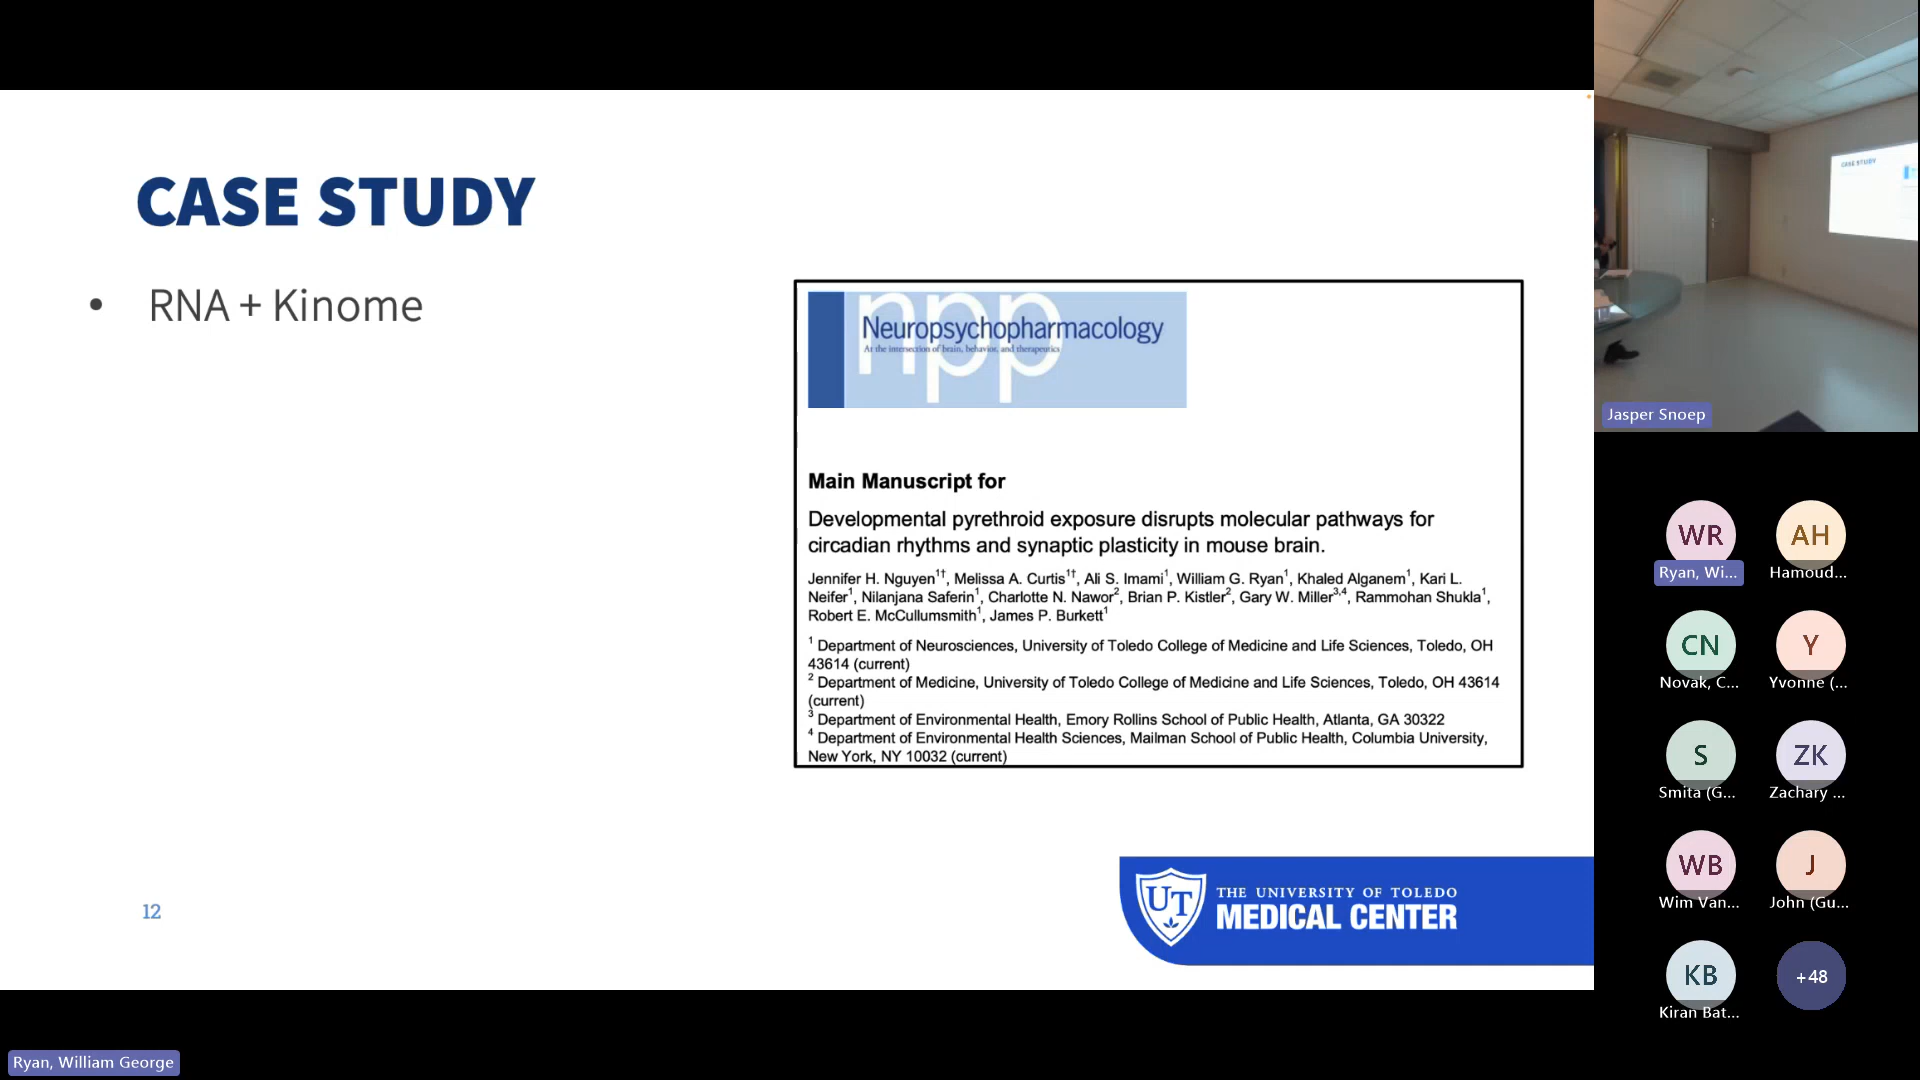 CASE STUDY
• RNA + Kinome
npp
Neuropsychopharmacology
At the intersection of brain, behavior, and therapeutics
Main Manuscript for
Developmental pyrethroid exposure disrupts molecular pathways for
circadian rhythms and synaptic plasticity in mouse brain.
Jennifer H. Nguyen1†, Melissa A. Curtis1†, Ali S. Imami1, William G. Ryan1, Khaled Alganem1, Kari L.
Neifer1, Nilanjana Saferin1, Charlotte N. Nawor2, Brian P. Kistler2, Gary W. Miller3,4, Rammohan Shukla1,
Robert E. McCullumsmith1, James P. Burkett1
1 Department of Neurosciences, University of Toledo College of Medicine and Life Sciences, Toledo, OH
43614 (current)
2 Department of Medicine, University of Toledo College of Medicine and Life Sciences, Toledo, OH 43614
(current)
3 Department of Environmental Health, Emory Rollins School of Public Health, Atlanta, GA 30322
4 Department of Environmental Health Sciences, Mailman School of Public Health, Columbia University,
New York, NY 10032 (current)
12
UT
THE UNIVERSITY OF TOLEDO
MEDICAL CENTER
Ryan, William George
CASE STUDY
Jasper Snoep
WR
Ryan, Wi...
AH
Hamoud...
CN
Novak, C...
Y
Yvonne (...
S
Smita (G...
ZK
Zachary ...
WB
Wim Van...
J
John (Gu...
KB
Kiran Bat...
+48